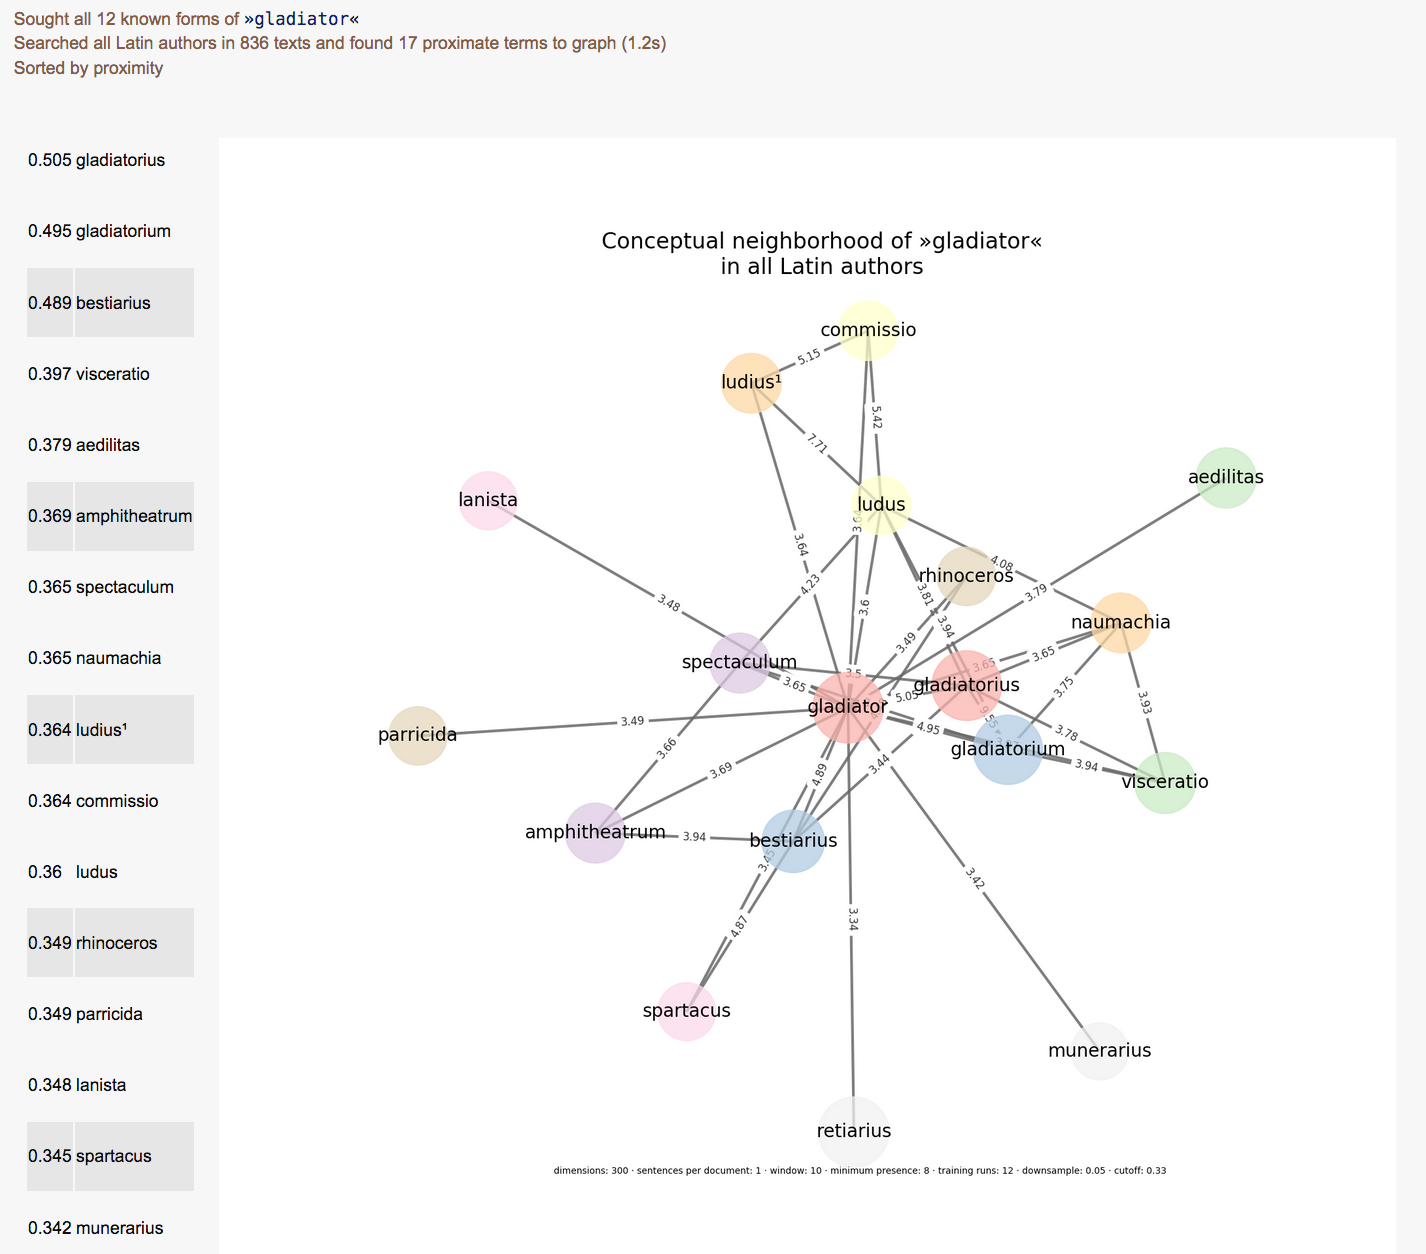 Sought all 12 known forms of »gladiator«
Searched all Latin authors in 836 texts and found 17 proximate terms to graph (1.2s)
Sorted by proximity
0.505 gladiatorius
0.495 gladiatorium
0.489 bestiarius
0.397 visceratio
0.379 aedilitas
0.369 amphitheatrum
0.365 spectaculum
0.365 naumachia
0.364 ludius¹
0.364 commissio
0.36 ludus
0.349 rhinoceros
0.349 parricida
0.348 lanista
0.345 spartacus
0.342 munerarius
Conceptual neighborhood of »gladiator«
in all Latin authors
commissio
5.15
ludius¹
5.42
7.71
aedilitas
lanista
ludus
3.64
4.08
rhinoceros
4.23
3.79
3.81
3.48
3.6
naumachia
3.94
3.49
3.65
3.65
spectaculum
3.5
3.65
gladiatorius
3.75
5.05
3.93
gladiator
9.55
3.49
4.95
3.78
parricida
3.66
gladiatorium
3.69
4.89
3.44
3.94
visceratio
amphitheatrum
3.94
bestiarius
3.42
4.87
3.34
spartacus
munerarius
retiarius
dimensions: 300 · sentences per document: 1 · window: 10 · minimum presence: 8 · training runs: 12 · downsample: 0.05 · cutoff: 0.33